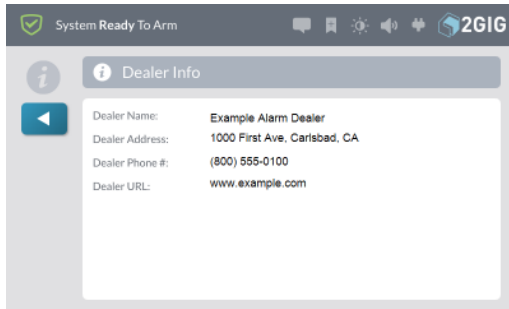 System Ready To Arm
2GIG
i Dealer Info
Dealer Name: Example Alarm Dealer
Dealer Address: 1000 First Ave, Carlsbad, CA
Dealer Phone #: (800) 555-0100
Dealer URL: www.example.com